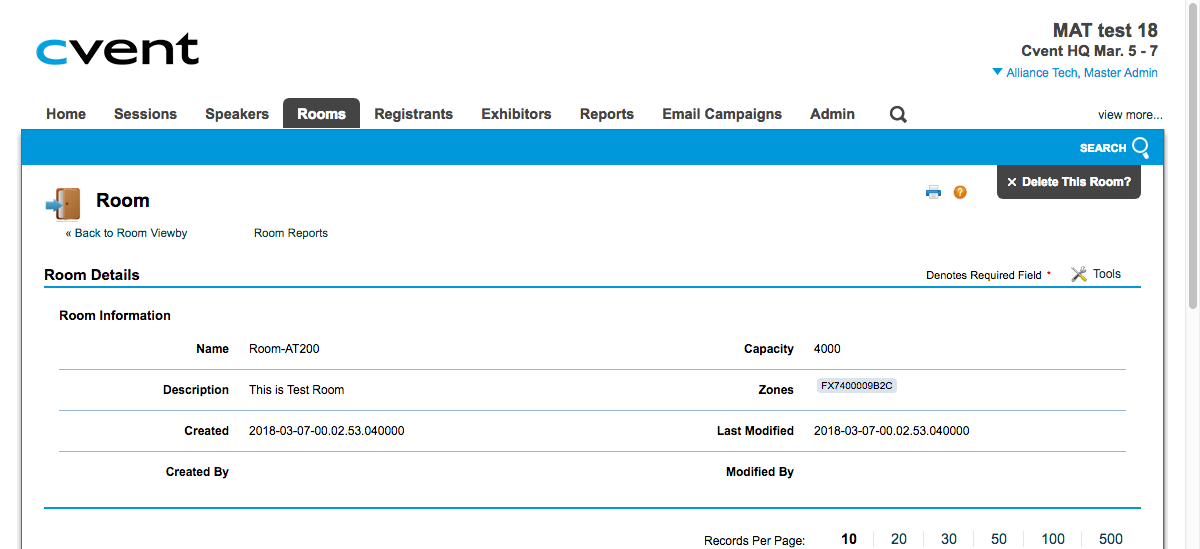 cvent
MAT test 18
Cvent HQ Mar. 5 - 7
Alliance Tech, Master Admin
Home Sessions Speakers Rooms Registrants Exhibitors Reports Email Campaigns Admin view more...
SEARCH
× Delete This Room?
Room
? 
« Back to Room Viewby Room Reports
Room Details Denotes Required Field * Tools
Room Information
Name Room-AT200 Capacity 4000
Description This is Test Room Zones FX7400009B2C
Created 2018-03-07-00.02.53.040000 Last Modified 2018-03-07-00.02.53.040000
Created By Modified By
Records Per Page: 10 20 30 50 100 500